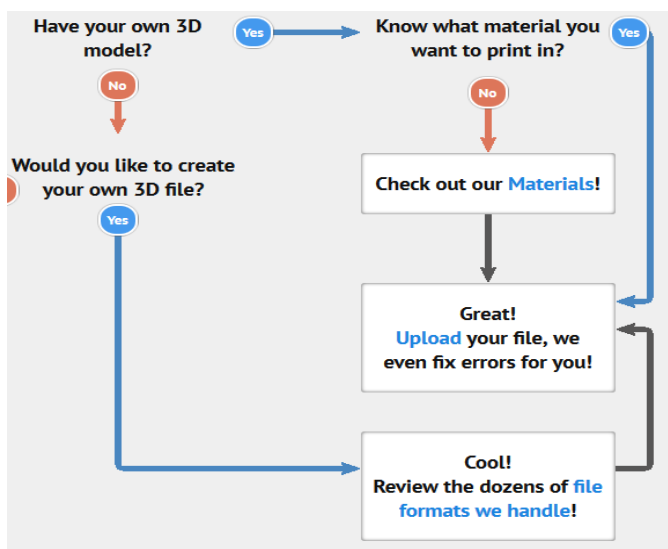 Have your own 3D
model?
Yes
Know what material you
want to print in?
Yes
No
No
Would you like to create
your own 3D file?
Yes
Check out our Materials!
Great!
Upload your file, we
even fix errors for you!
Cool!
Review the dozens of file
formats we handle!